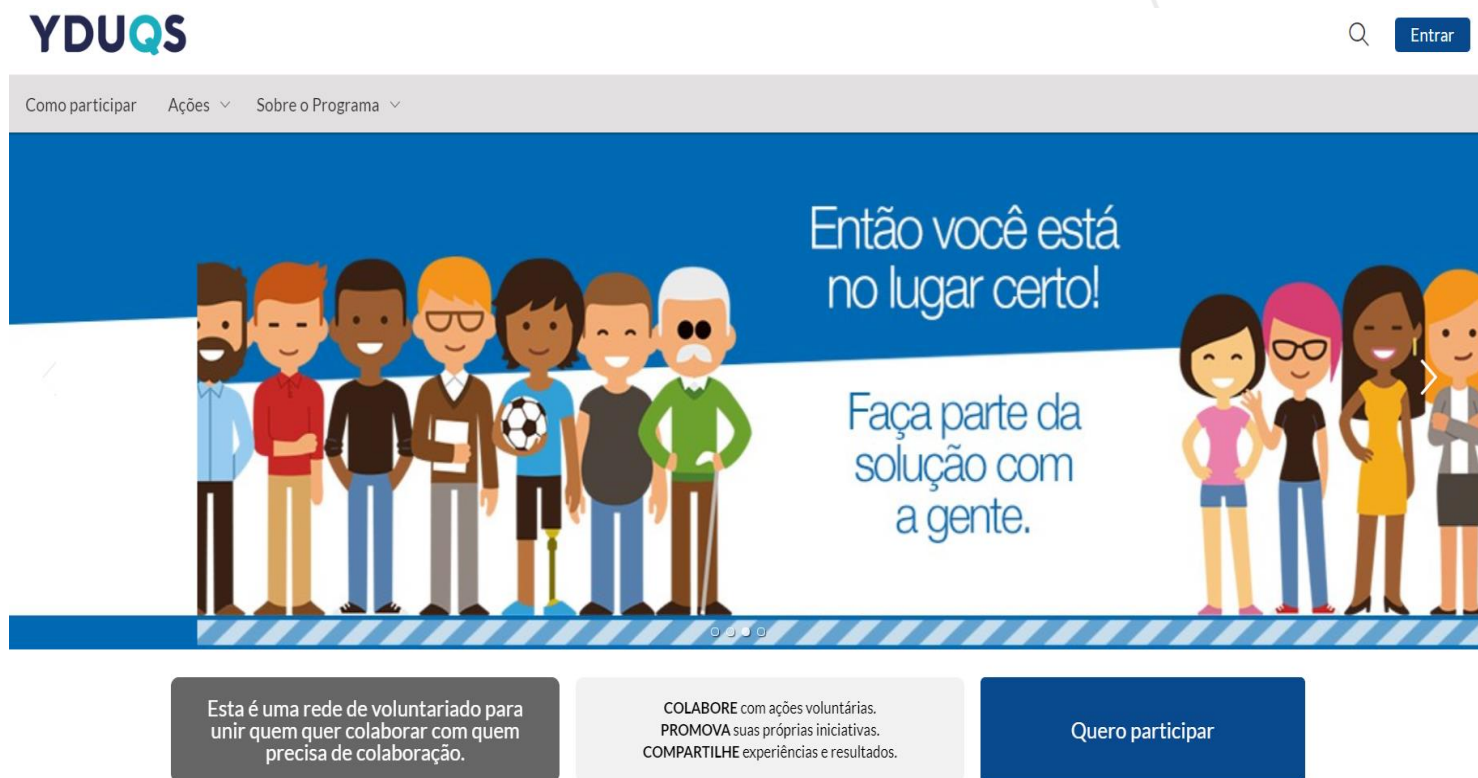 YDUQS
Entrar
Como participar Ações Sobre o Programa
Então você está
no lugar certo!
Faça parte da
solução com
a gente.
Esta é uma rede de voluntariado para
unir quem quer colaborar com quem
precisa de colaboração.
COLABORE com ações voluntárias.
PROMOVA suas próprias iniciativas.
COMPARTILHE experiências e resultados.
Quero participar